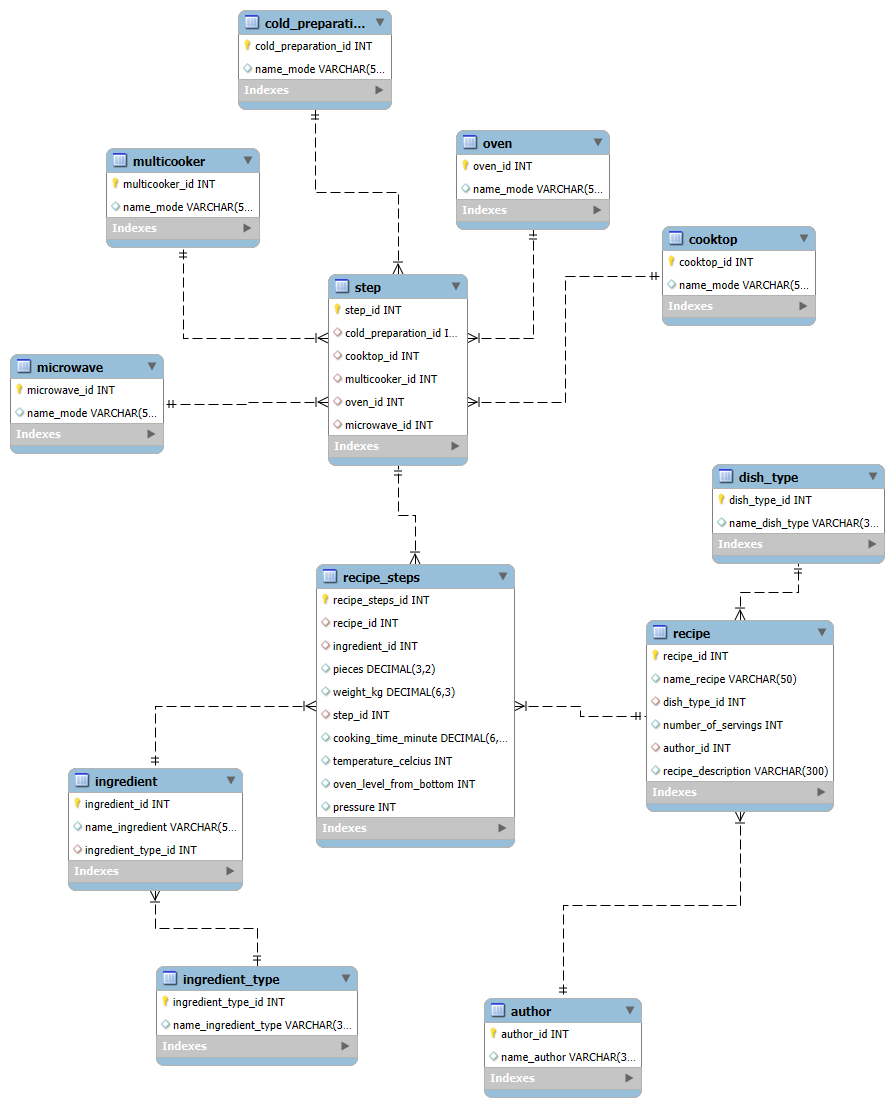 cold_preparati...
cold_preparation_id INT
name_mode VARCHAR(5...
Indexes
multicooker
multicooker_id INT
name_mode VARCHAR(5...
Indexes
oven
oven_id INT
name_mode VARCHAR(5...
Indexes
cooktop
cooktop_id INT
name_mode VARCHAR(5...
Indexes
step
step_id INT
cold_preparation_id I...
cooktop_id INT
multicooker_id INT
oven_id INT
microwave_id INT
Indexes
microwave
microwave_id INT
name_mode VARCHAR(5...
Indexes
dish_type
dish_type_id INT
name_dish_type VARCHAR(3...
Indexes
recipe_steps
recipe_steps_id INT
recipe_id INT
ingredient_id INT
pieces DECIMAL(3,2)
weight_kg DECIMAL(6,3)
step_id INT
cooking_time_minute DECIMAL(6,...
temperature_celcius INT
oven_level_from_bottom INT
pressure INT
Indexes
recipe
recipe_id INT
name_recipe VARCHAR(50)
dish_type_id INT
number_of_servings INT
author_id INT
recipe_description VARCHAR(300)
Indexes
ingredient
ingredient_id INT
name_ingredient VARCHAR(5...
ingredient_type_id INT
Indexes
ingredient_type
ingredient_type_id INT
name_ingredient_type VARCHAR(3...
Indexes
author
author_id INT
name_author VARCHAR(3...
Indexes